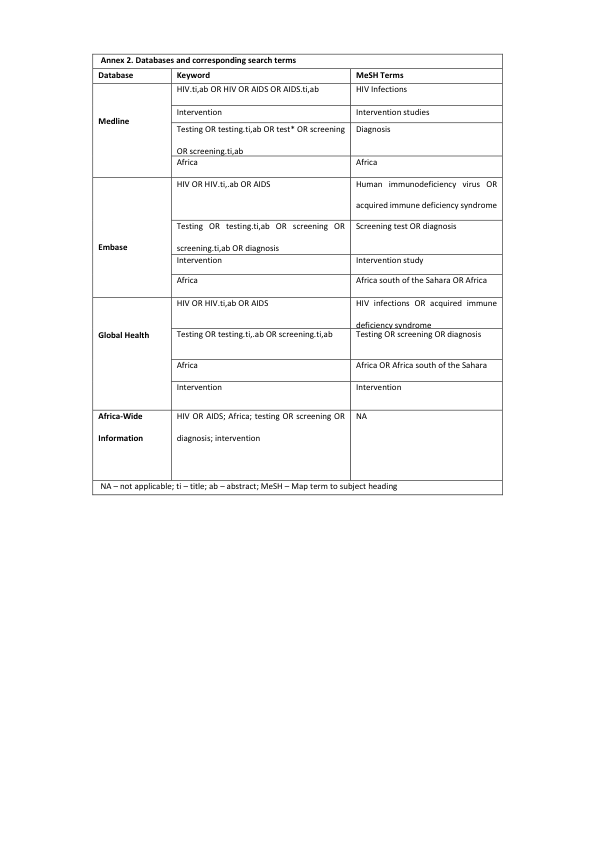 Annex 2. Databases and corresponding search terms
Database Keyword MeSH Terms
Medline
HIV.ti,ab OR HIV OR AIDS OR AIDS.ti,ab HIV Infections
Intervention Intervention studies
Testing OR testing.ti,ab OR test* OR screening Diagnosis
OR screening.ti,ab
Africa Africa
Embase
HIV OR HIV.ti,.ab OR AIDS Human immunodeficiency virus OR
acquired immune deficiency syndrome
Testing OR testing.ti,ab OR screening OR Screening test OR diagnosis
screening.ti,ab OR diagnosis
Intervention Intervention study
Africa Africa south of the Sahara OR Africa
Global Health
HIV OR HIV.ti,ab OR AIDS HIV infections OR acquired immune
deficiency syndrome
Testing OR testing.ti,.ab OR screening.ti,ab Testing OR screening OR diagnosis
Africa Africa OR Africa south of the Sahara
Intervention Intervention
Africa-Wide HIV OR AIDS; Africa; testing OR screening OR NA
Information diagnosis; intervention
NA – not applicable; ti – title; ab – abstract; MeSH – Map term to subject heading